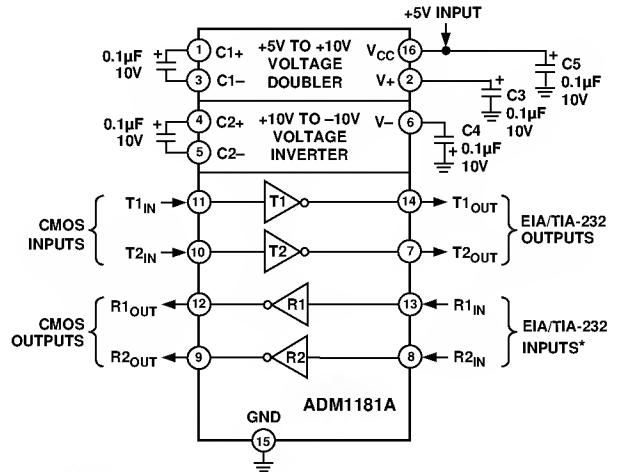 +5V INPUT
0.1µF
10V
+
1 C1+
3 C1–
+5V TO +10V
VOLTAGE
DOUBLER
VCC 16
V+ 2
+ C5
0.1µF
10V
+ C3
0.1µF
10V
0.1µF
10V
+
4 C2+
5 C2–
+10V TO –10V
VOLTAGE
INVERTER
V– 6
C4
+ 0.1µF
10V
CMOS
INPUTS
T1IN 11 T1 14 T1OUT
T2IN 10 T2 7 T2OUT
EIA/TIA-232
OUTPUTS
CMOS
OUTPUTS
R1OUT 12 R1 13 R1IN
R2OUT 9 R2 8 R2IN
EIA/TIA-232
INPUTS*
GND
15
ADM1181A